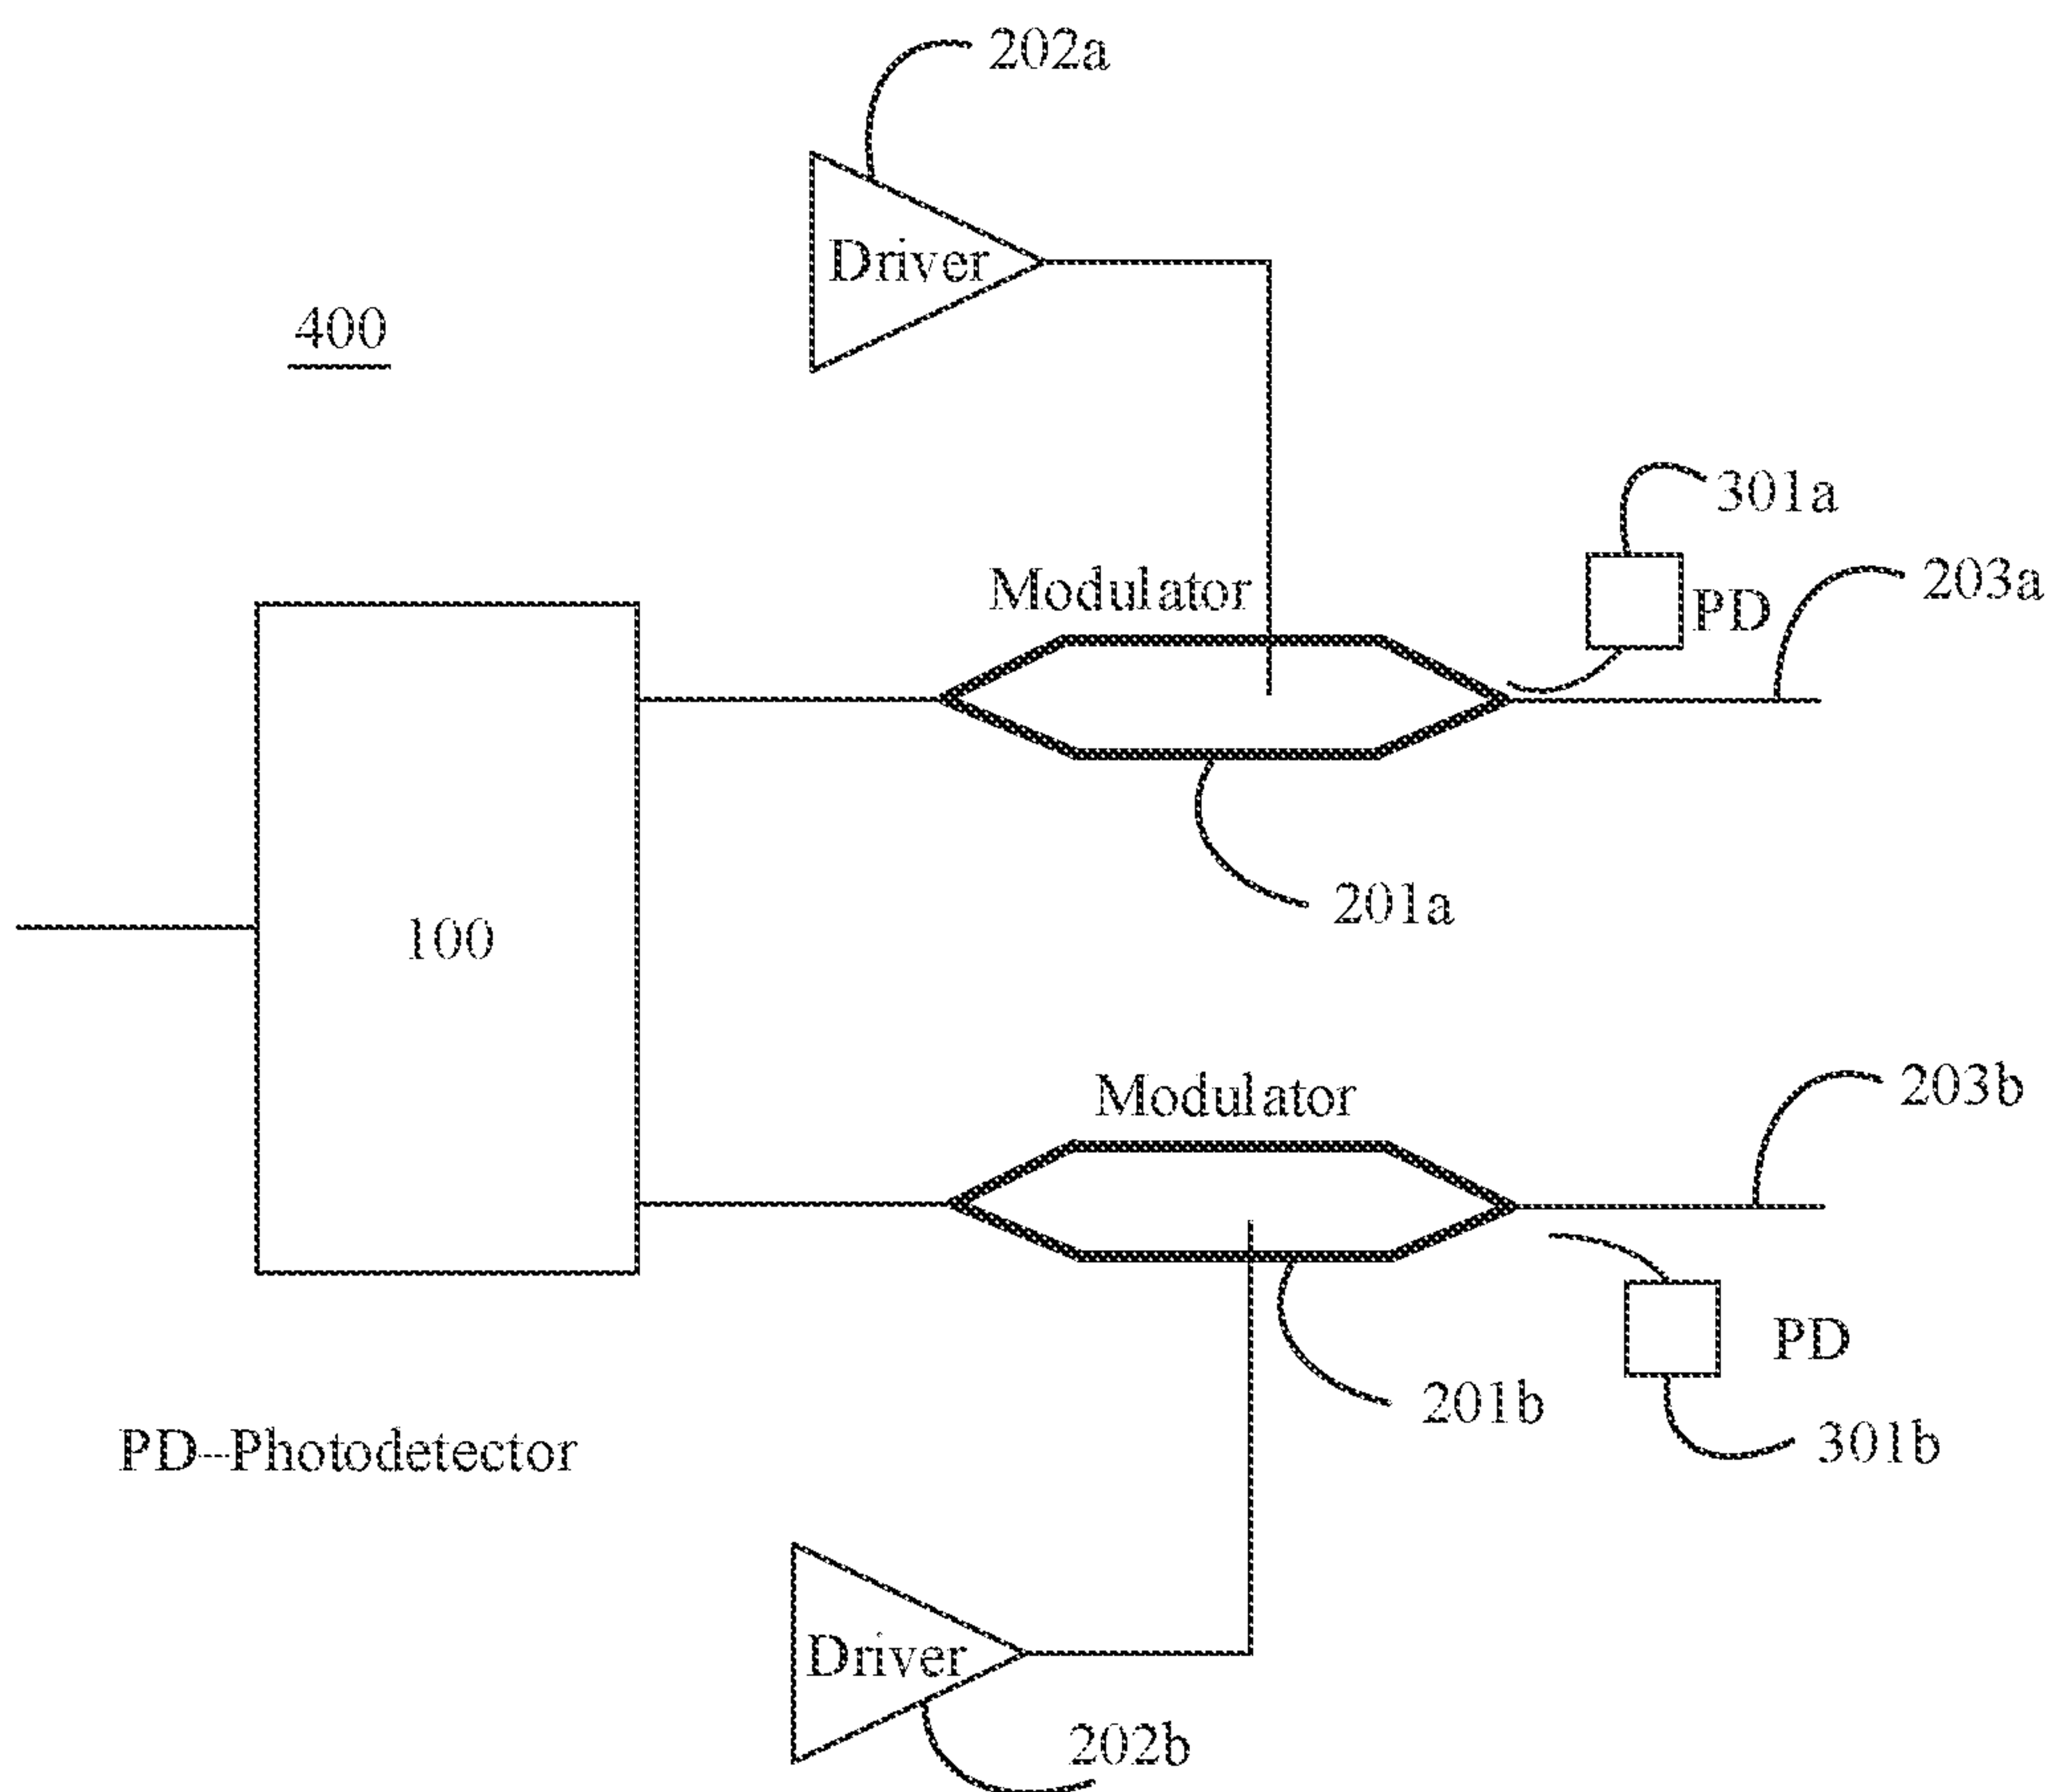 202a
Driver
400
301a
Modulator
PD
203a
201a
100
Modulator
203b
PD
201b
301b
PD---Photodetector
Driver
202b